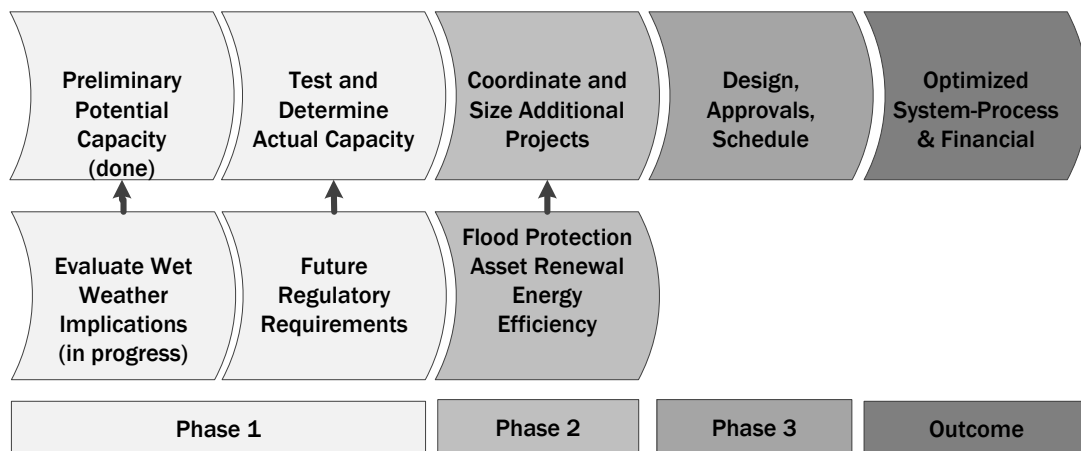 Preliminary
Potential
Capacity
(done)
Test and
Determine
Actual Capacity
Coordinate and
Size Additional
Projects
Design,
Approvals,
Schedule
Optimized
System-Process
& Financial
Evaluate Wet
Weather
Implications
(in progress)
Future
Regulatory
Requirements
Flood Protection
Asset Renewal
Energy
Efficiency
Phase 1
Phase 2
Phase 3
Outcome